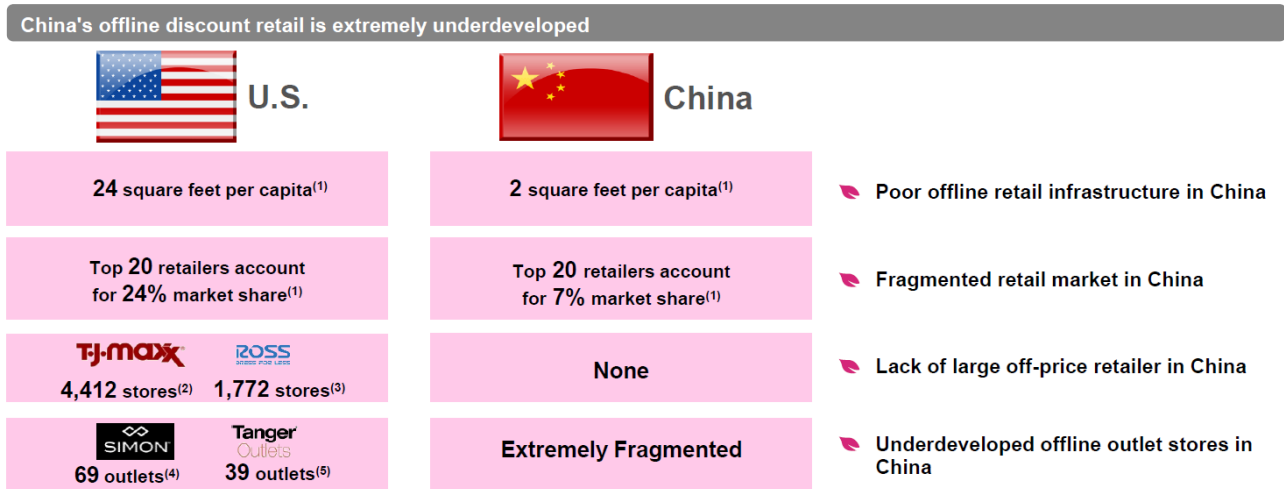 China's offline discount retail is extremely underdeveloped
U.S.
China
24 square feet per capita(1)
2 square feet per capita(1)
Poor offline retail infrastructure in China
Top 20 retailers account
for 24% market share(1)
Top 20 retailers account
for 7% market share(1)
Fragmented retail market in China
T·J·maxx
ROSS
DRESS FOR LESS
4,412 stores(2)
1,772 stores(3)
None
Lack of large off-price retailer in China
SIMON
Tanger
Outlets
69 outlets(4)
39 outlets(5)
Extremely Fragmented
Underdeveloped offline outlet stores in
China